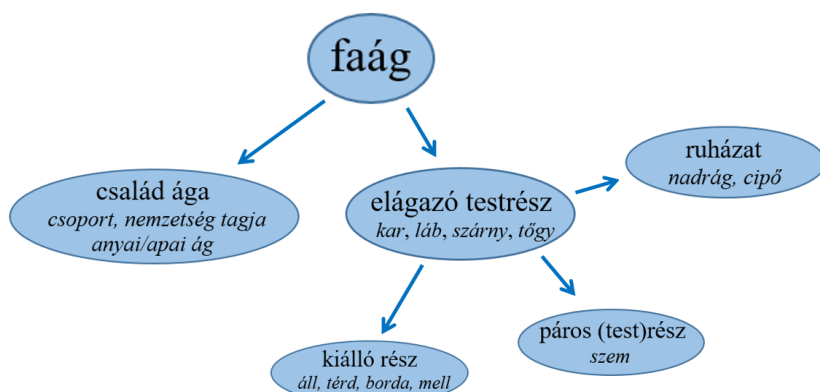 faág
család ága
csoport, nemzetség tagja
anyai/apai ág
elágazó testrész
kar, láb, szárny, tőgy
ruházat
nadrág, cipő
kiálló rész
áll, térd, borda, mell
páros (test)rész
szem